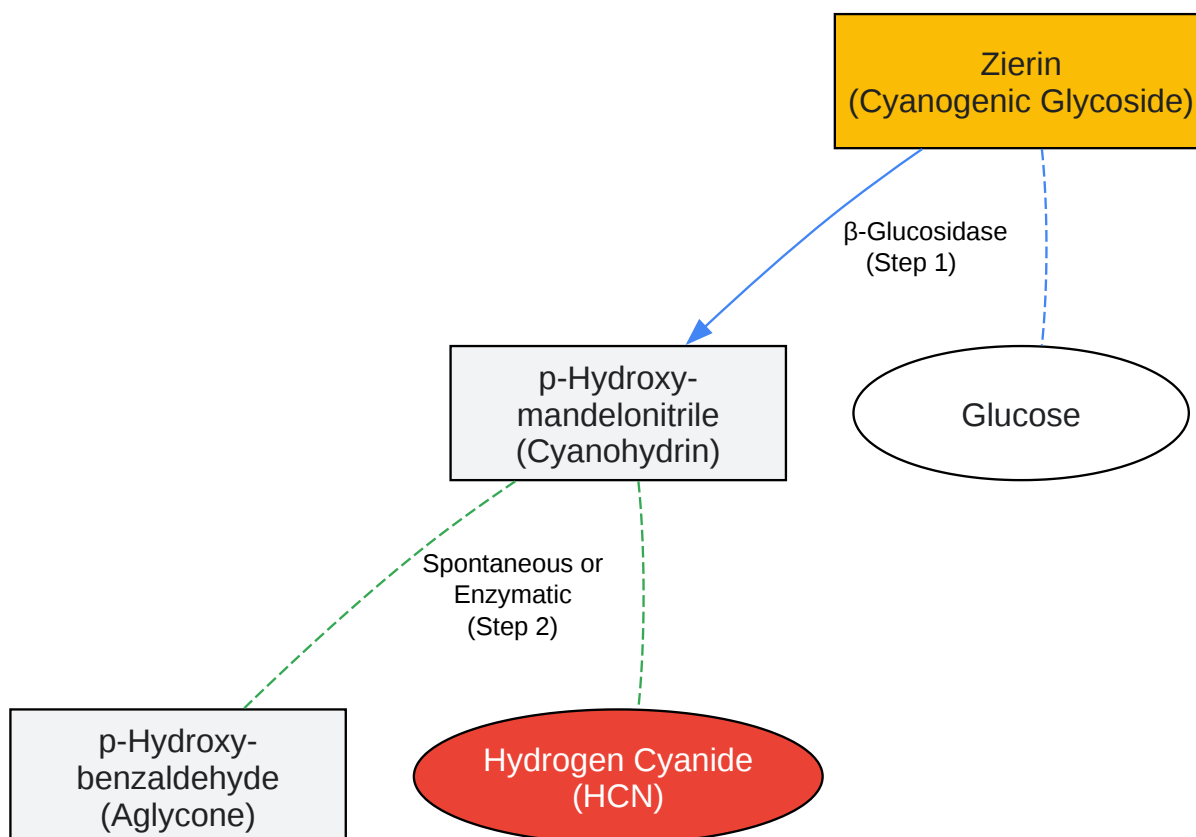 Zierin
(Cyanogenic Glycoside)
β-Glucosidase
(Step 1)
p-Hydroxy-
mandelonitrile
(Cyanohydrin)
Glucose
Spontaneous or
Enzymatic
(Step 2)
p-Hydroxy-
benzaldehyde
(Aglycone)
Hydrogen Cyanide
(HCN)